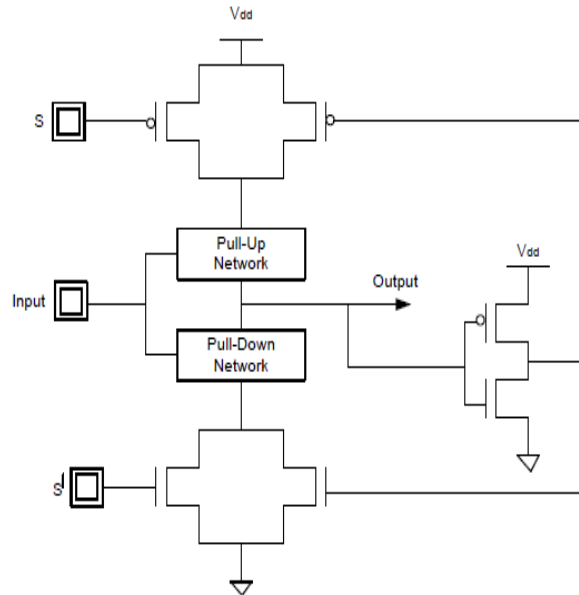 Vdd
S
Pull-Up
Network
Vdd
Output
Input
Pull-Down
Network
S'